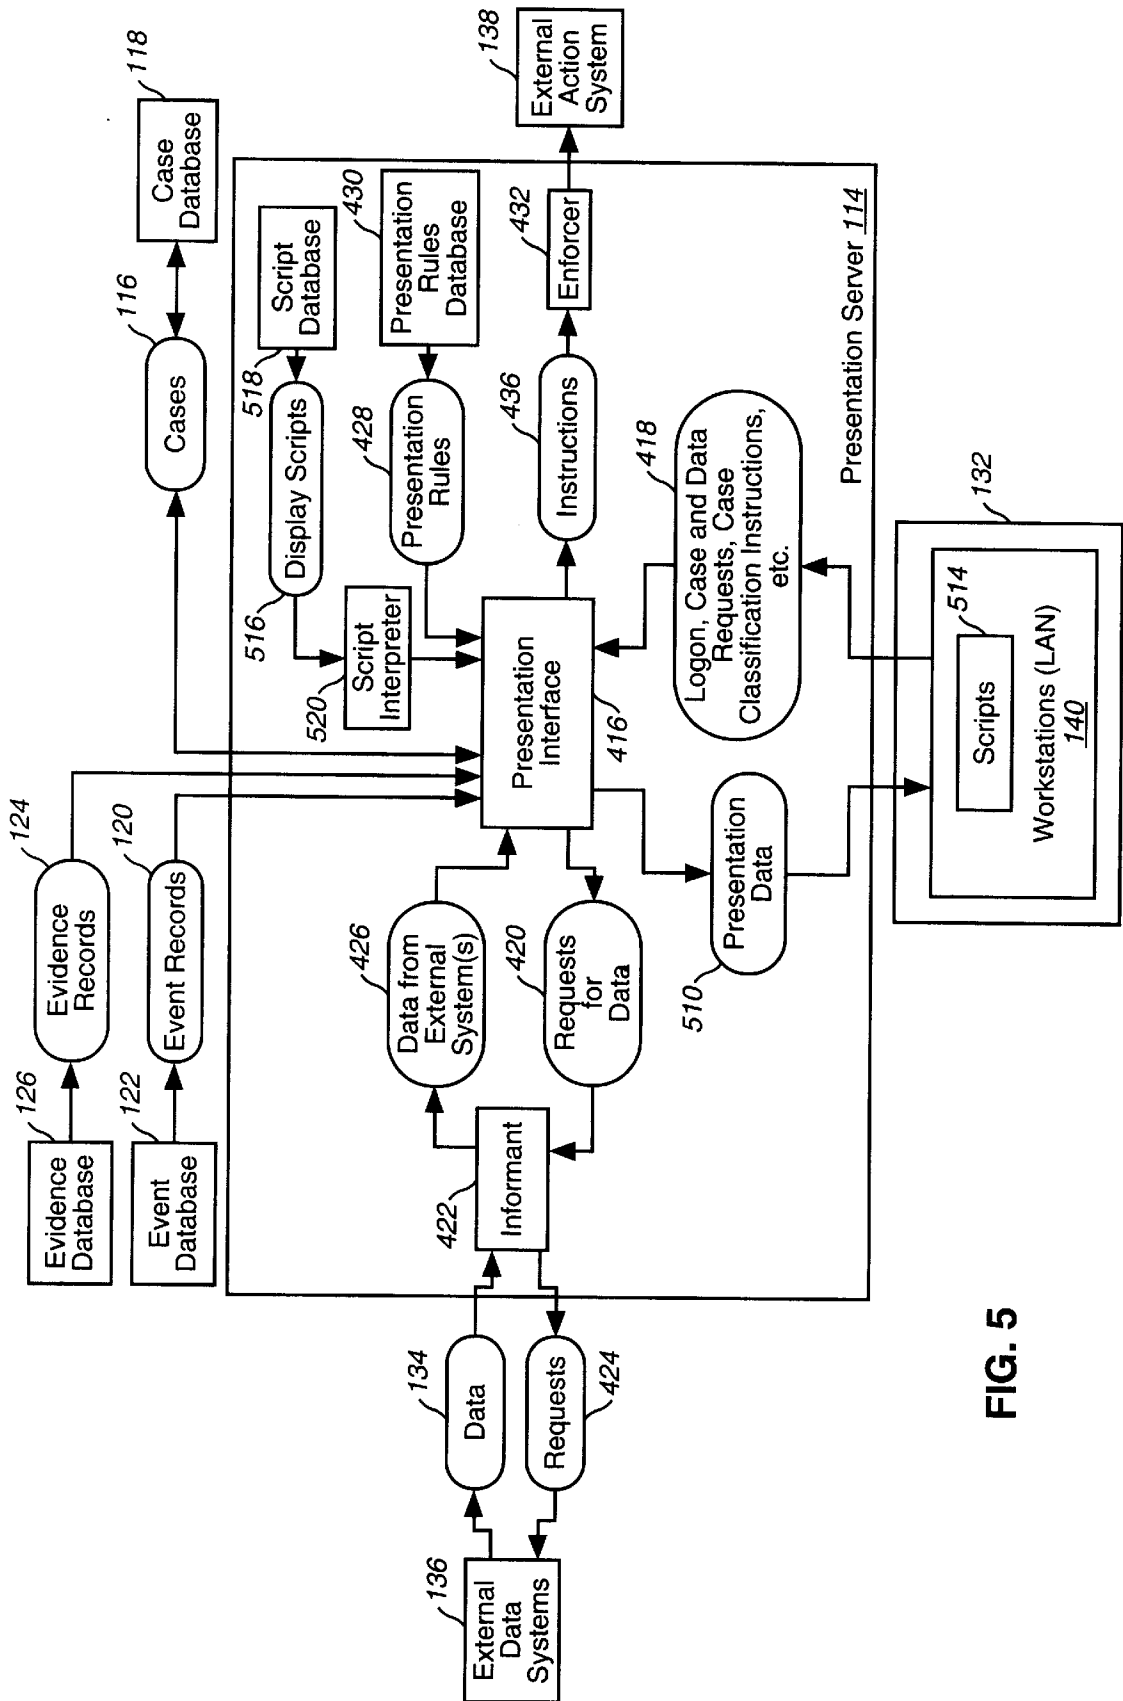 126
Evidence
Database
124
Evidence
Records
122
Event
Database
120
Event Records
116
Cases
118
Case
Database
518
Script
Database
516
Display Scripts
520
Script
Interpreter
430
Presentation
Rules
Database
428
Presentation
Rules
136
External
Data
Systems
134
Data
Requests
424
422
Informant
426
Data from
External
System(s)
420
Requests
for
Data
Presentation
Interface
416
436
Instructions
432
Enforcer
138
External
Action
System
510
Presentation
Data
418
Logon, Case and Data
Requests, Case
Classification Instructions,
etc.
Presentation Server 114
132
514
Scripts
Workstations (LAN)
140
FIG. 5